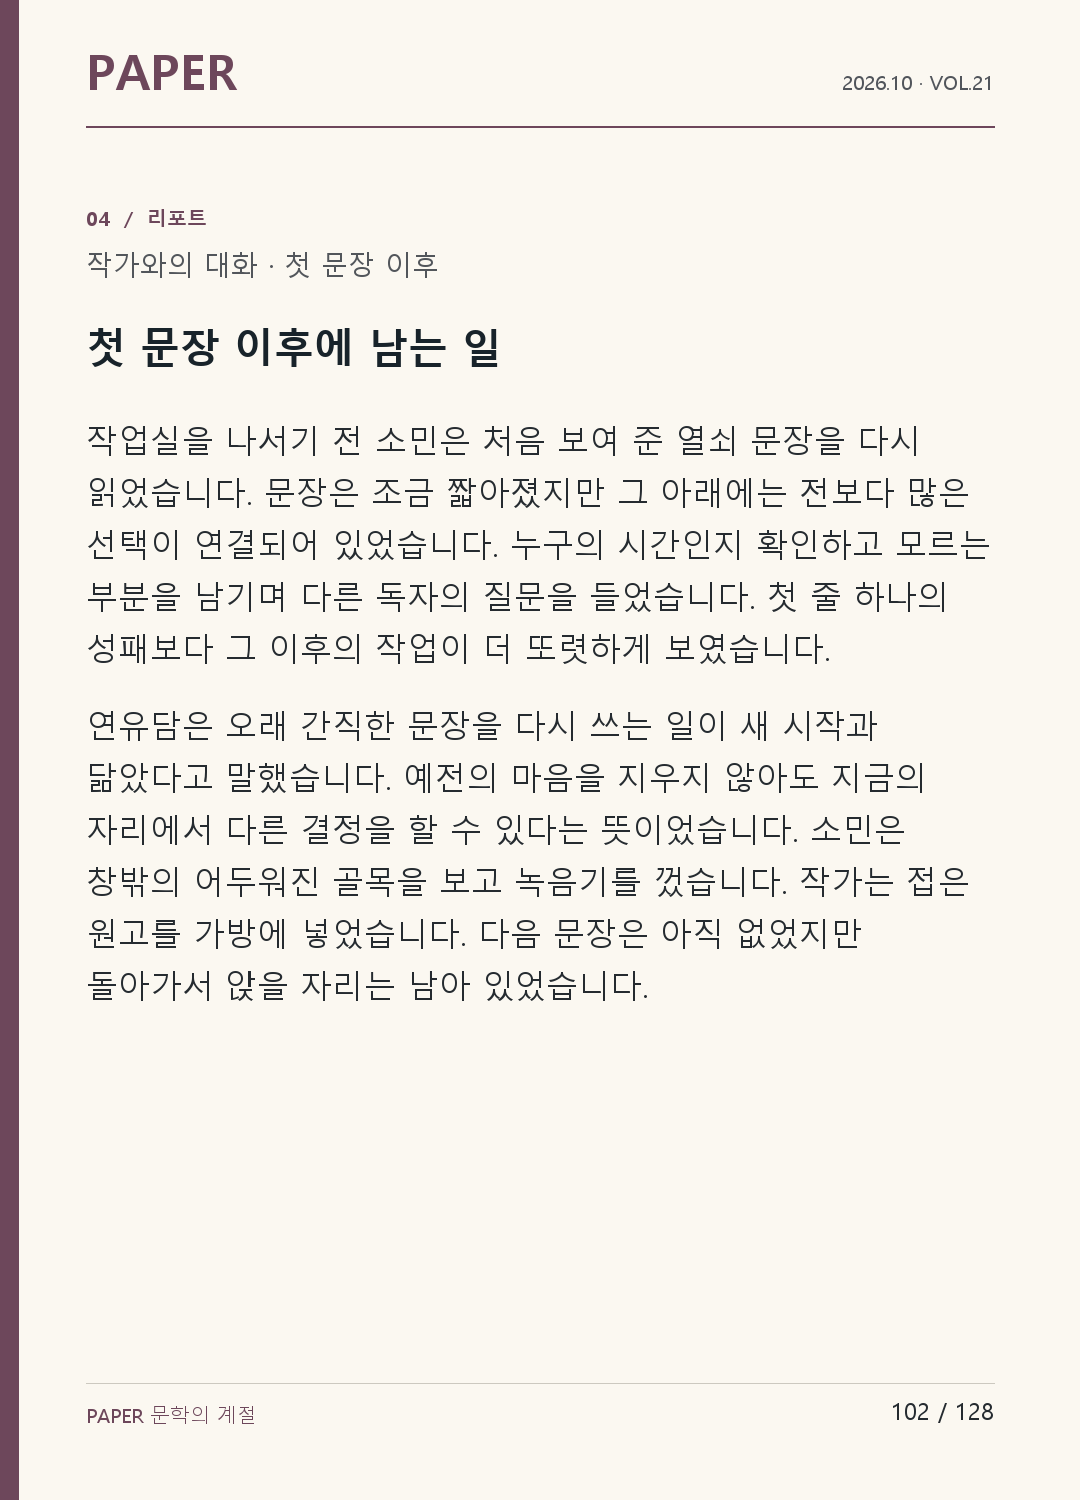 PAPER
2026.10 · VOL.21
04 / 리포트
작가와의 대화 · 첫 문장 이후
첫 문장 이후에 남는 일
작업실을 나서기 전 소민은 처음 보여 준 열쇠 문장을 다시
읽었습니다. 문장은 조금 짧아졌지만 그 아래에는 전보다 많은
선택이 연결되어 있었습니다. 누구의 시간인지 확인하고 모르는
부분을 남기며 다른 독자의 질문을 들었습니다. 첫 줄 하나의
성패보다 그 이후의 작업이 더 또렷하게 보였습니다.
연유담은 오래 간직한 문장을 다시 쓰는 일이 새 시작과
닮았다고 말했습니다. 예전의 마음을 지우지 않아도 지금의
자리에서 다른 결정을 할 수 있다는 뜻이었습니다. 소민은
창밖의 어두워진 골목을 보고 녹음기를 껐습니다. 작가는 접은
원고를 가방에 넣었습니다. 다음 문장은 아직 없었지만
돌아가서 앉을 자리는 남아 있었습니다.
PAPER 문학의 계절
102 / 128